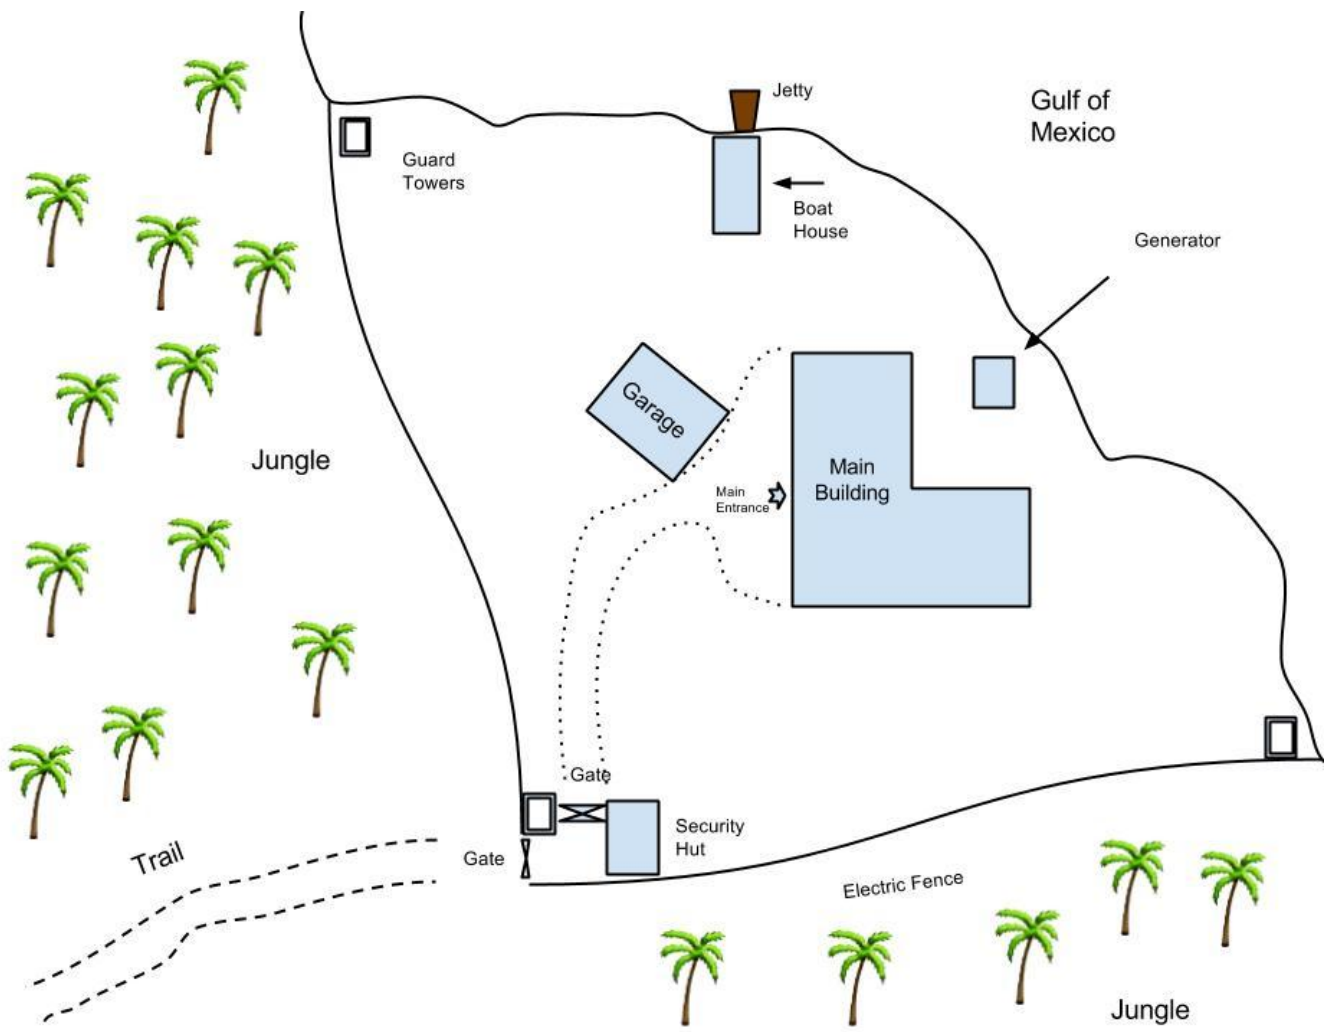 Jetty
Gulf of
Mexico
Guard
Towers
Boat
House
Generator
Garage
Jungle
Main
Building
Main
Entrance
Gate
Security
Hut
Gate
Trail
Electric Fence
Jungle